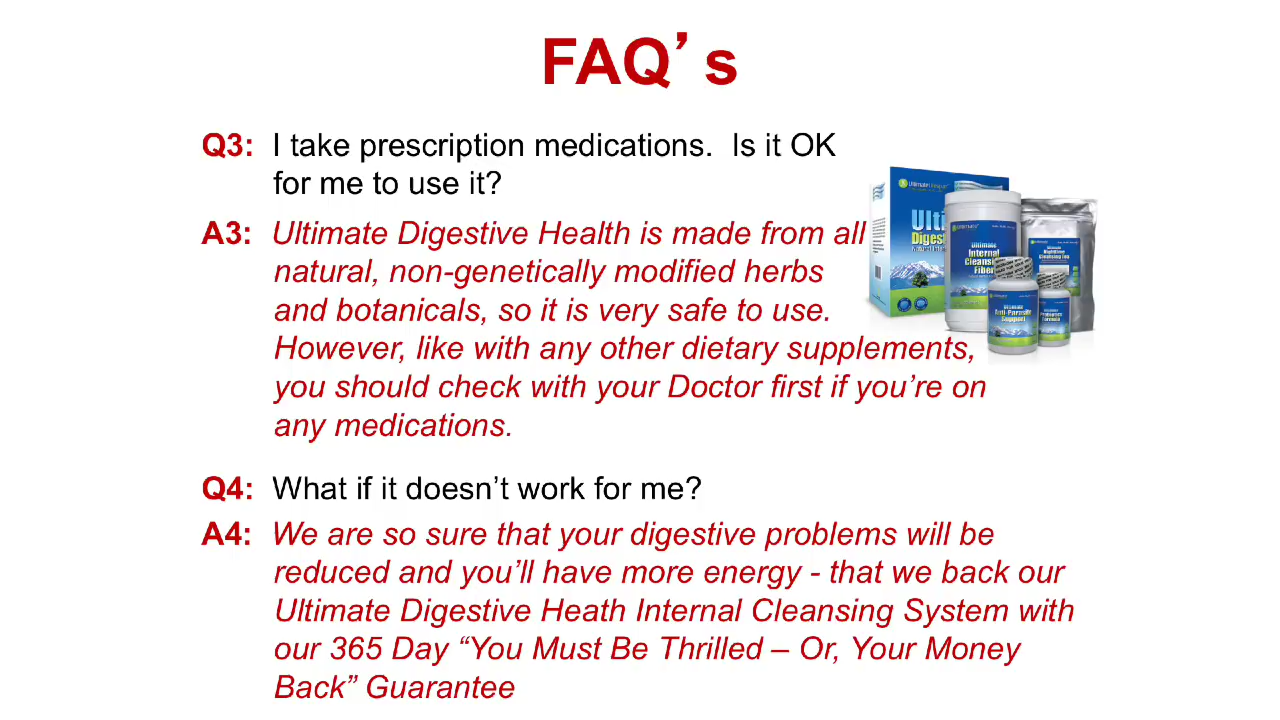 FAQ’s
Q3: I take prescription medications. Is it OK
for me to use it?
A3: Ultimate Digestive Health is made from all
natural, non-genetically modified herbs
and botanicals, so it is very safe to use.
However, like with any other dietary supplements,
you should check with your Doctor first if you’re on
any medications.
Ultimate
Internal
Cleansing
Fiber
Ultimate
Anti-Parasite
Support
Q4: What if it doesn’t work for me?
A4: We are so sure that your digestive problems will be
reduced and you’ll have more energy - that we back our
Ultimate Digestive Heath Internal Cleansing System with
our 365 Day “You Must Be Thrilled – Or, Your Money
Back” Guarantee